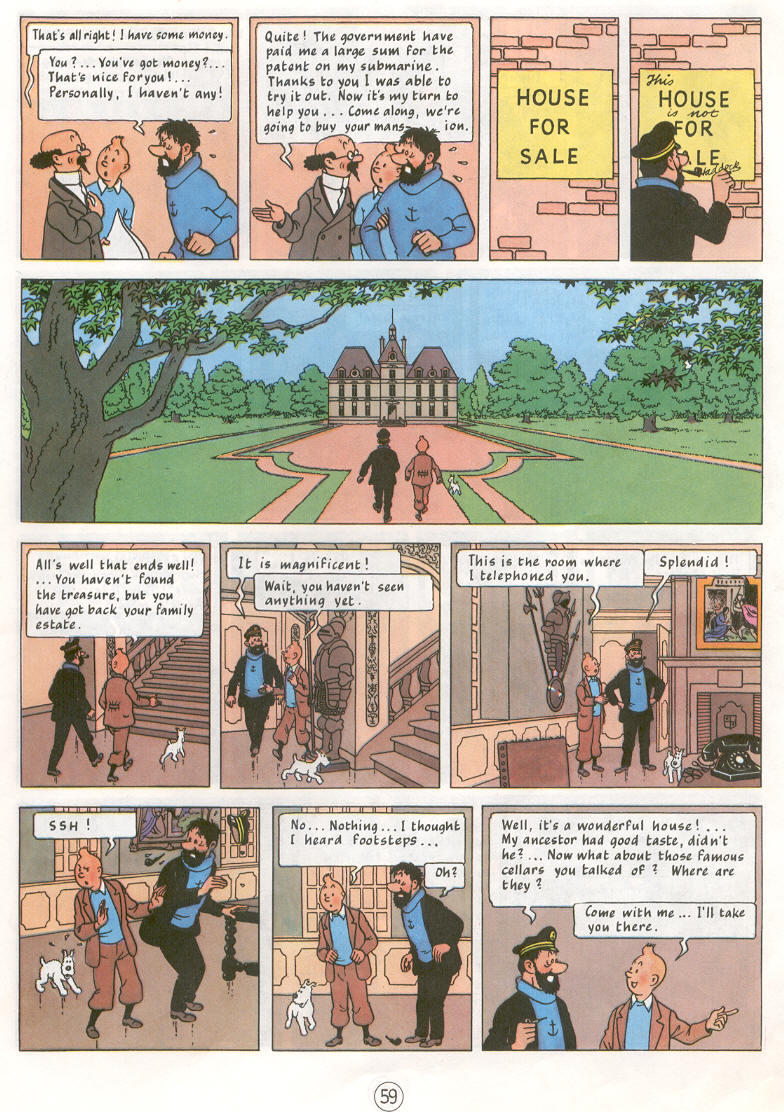 That's all right! I have some money.
You?...You've got money?...
That's nice for you!...
Personally, I haven't any!
Quite! The government have
paid me a large sum for the
patent on my submarine.
Thanks to you I was able to
try it out. Now it's my turn to
help you... Come along, we're
going to buy your mans ion.
HOUSE
FOR
SALE
This
HOUSE
is not
FOR
ALE
Haddock
All's well that ends well!
...You haven't found
the treasure, but you
have got back your family
estate.
It is magnificent!
Wait, you haven't seen
anything yet.
This is the room where
I telephoned you.
Splendid!
SSH!
No... Nothing... I thought
I heard footsteps...
Oh?
Well, it's a wonderful house!...
My ancestor had good taste, didn't
he?... Now what about those famous
cellars you talked of? Where are
they?
Come with me... I'll take
you there.
59